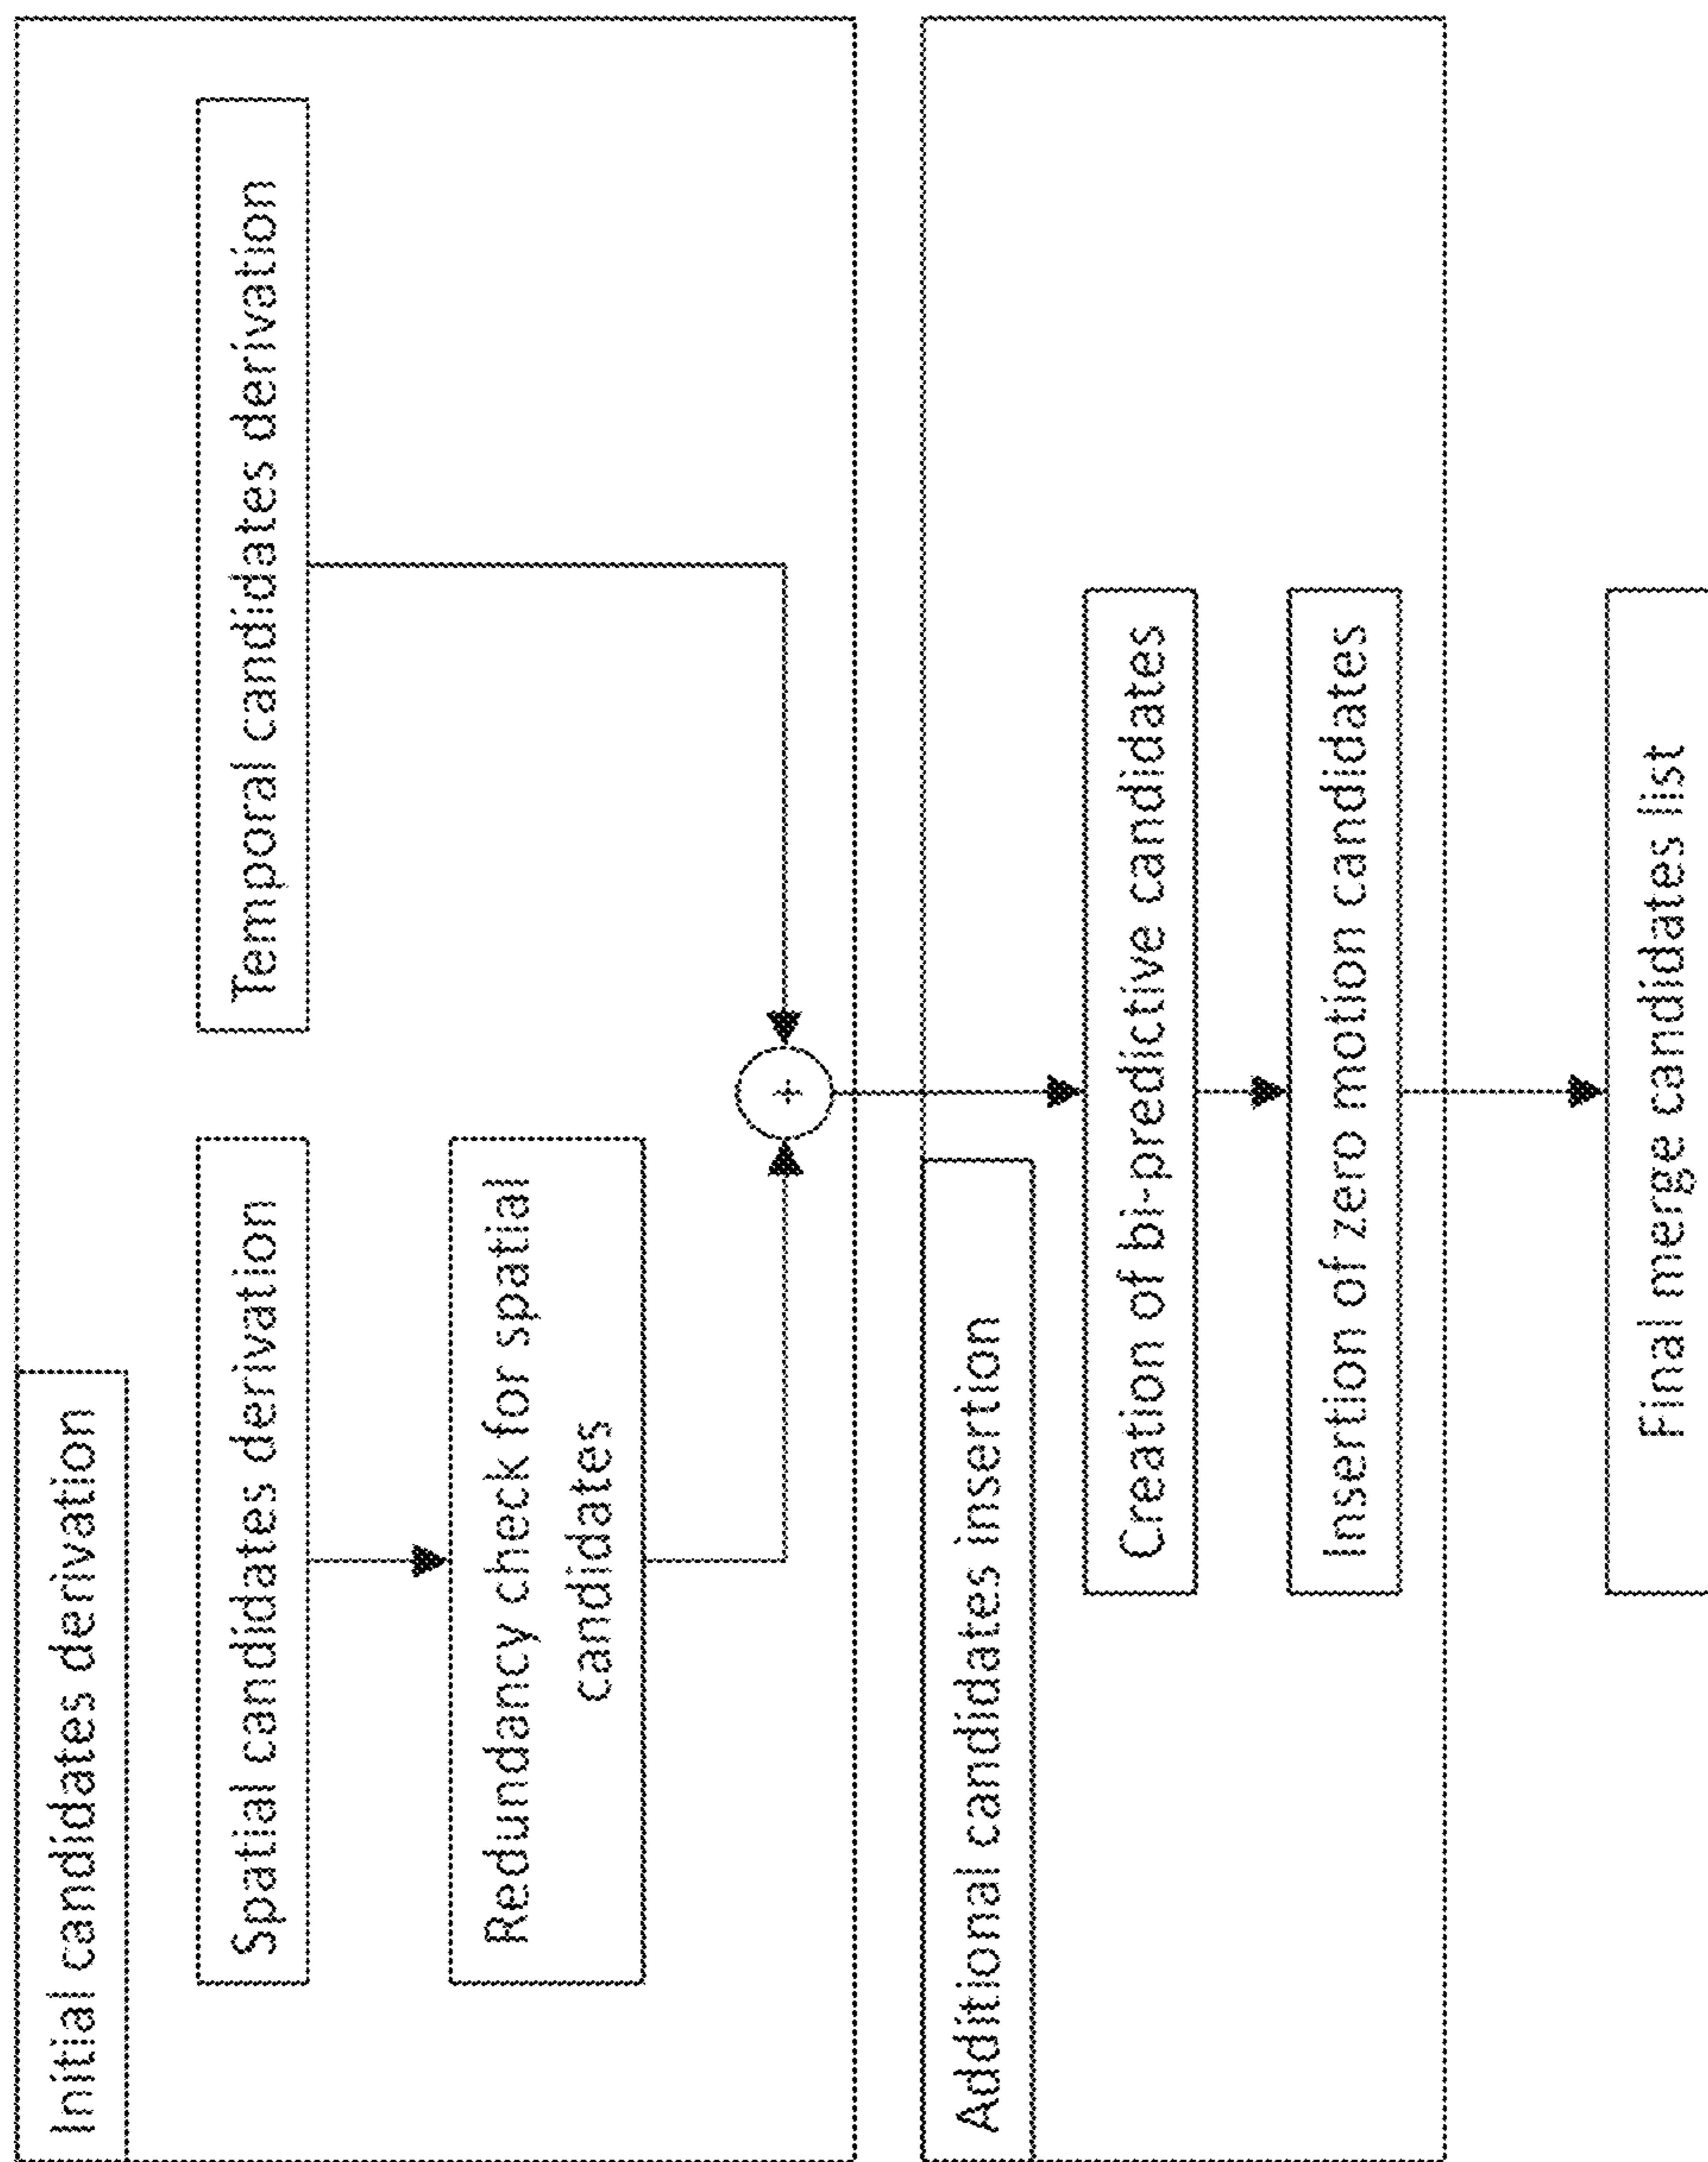 Initial candidates derivation
Spatial candidates derivation
Temporal candidates derivation
Redundancy check for spatial
candidates
+
Additional candidates insertion
Creation of bi-predictive candidates
Insertion of zero motion candidates
Final merge candidates list